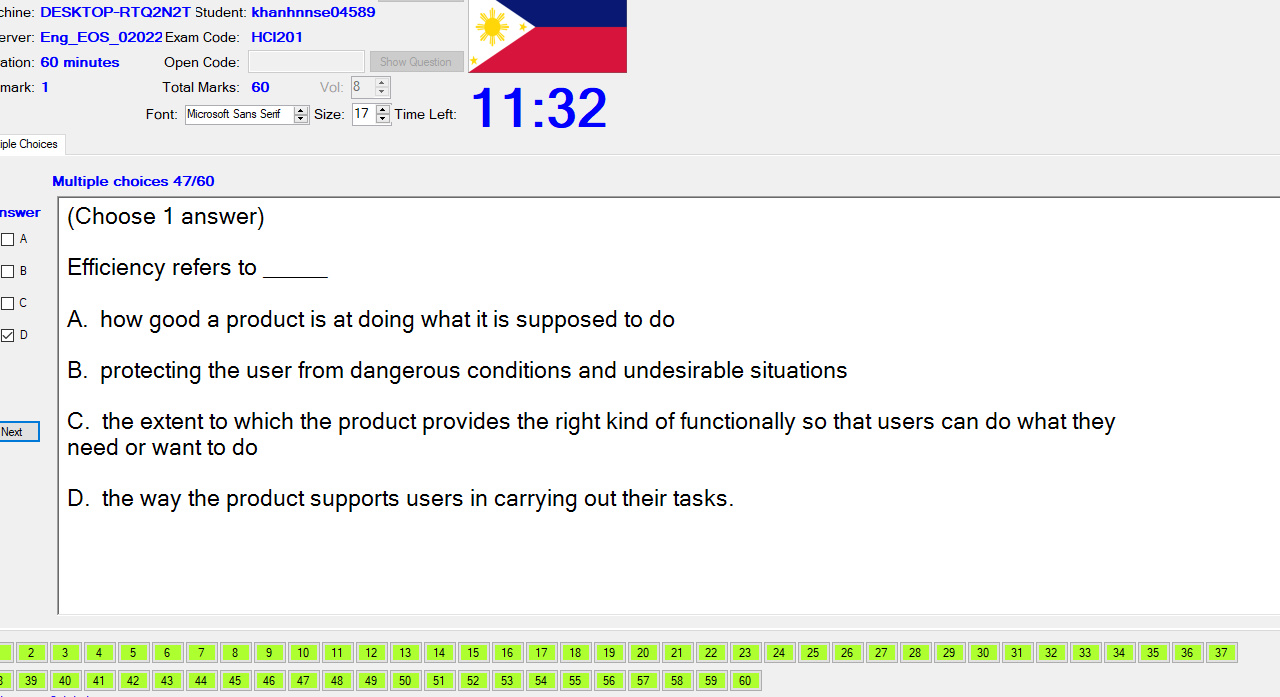 chine: DESKTOP-RTQ2N2T Student: khanhnnse04589
erver: Eng_EOS_02022 Exam Code: HCI201
ation: 60 minutes Open Code: Show Question
mark: 1 Total Marks: 60 Vol: 8
Font: Microsoft Sans Serif Size: 17 Time Left: 11:32
iple Choices
Multiple choices 47/60
nswer
A
B
C
D
Next
(Choose 1 answer)
Efficiency refers to ______
A. how good a product is at doing what it is supposed to do
B. protecting the user from dangerous conditions and undesirable situations
C. the extent to which the product provides the right kind of functionally so that users can do what they
need or want to do
D. the way the product supports users in carrying out their tasks.
2 3 4 5 6 7 8 9 10 11 12 13 14 15 16 17 18 19 20 21 22 23 24 25 26 27 28 29 30 31 32 33 34 35 36 37
39 40 41 42 43 44 45 46 47 48 49 50 51 52 53 54 55 56 57 58 59 60